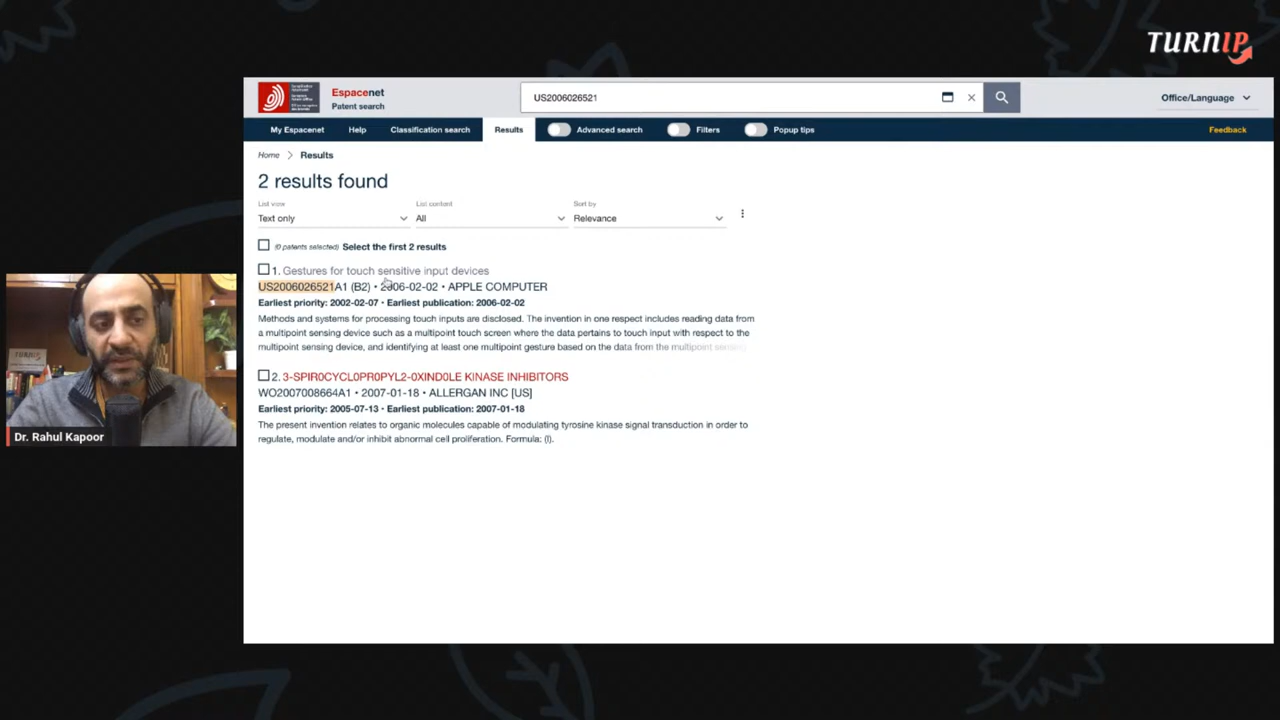 TURNIP
Espacenet
Patent search
US2006026521
Office/Language
My Espacenet
Help
Classification search
Results
Advanced search
Filters
Popup tips
Feedback
Home
Results
2 results found
List view
Text only
List content
All
Sort by
Relevance
(0 patents selected) Select the first 2 results
1. Gestures for touch sensitive input devices
US2006026521A1 (B2) • 2006-02-02 • APPLE COMPUTER
Earliest priority: 2002-02-07 • Earliest publication: 2006-02-02
Methods and systems for processing touch inputs are disclosed. The invention in one respect includes reading data from
a multipoint sensing device such as a multipoint touch screen where the data pertains to touch input with respect to the
multipoint sensing device, and identifying at least one multipoint gesture based on the data from the multipoint sensing
2. 3-SPIR0CYCL0PR0PYL2-0XIND0LE KINASE INHIBITORS
WO2007008664A1 • 2007-01-18 • ALLERGAN INC [US]
Earliest priority: 2005-07-13 • Earliest publication: 2007-01-18
The present invention relates to organic molecules capable of modulating tyrosine kinase signal transduction in order to
regulate, modulate and/or inhibit abnormal cell proliferation. Formula: (I).
TURNIP
Dr. Rahul Kapoor